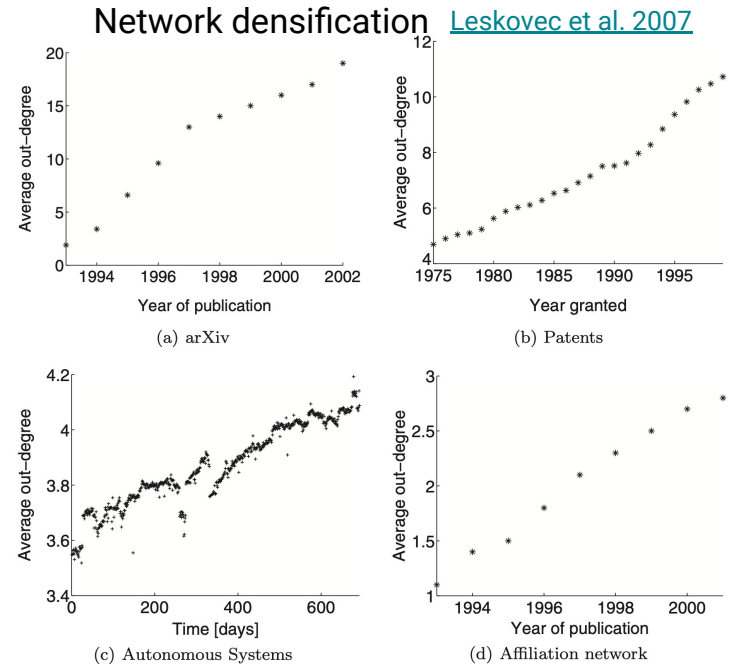 Network densification Leskovec et al. 2007
20
15
10
5
0
Average out-degree
1994 1996 1998 2000 2002
Year of publication
(a) arXiv
12
10
8
6
4
Average out-degree
1975 1980 1985 1990 1995
Year granted
(b) Patents
4.2
4
3.8
3.6
3.4
Average out-degree
0 200 400 600
Time [days]
(c) Autonomous Systems
3
2.5
2
1.5
1
Average out-degree
1994 1996 1998 2000
Year of publication
(d) Affiliation network